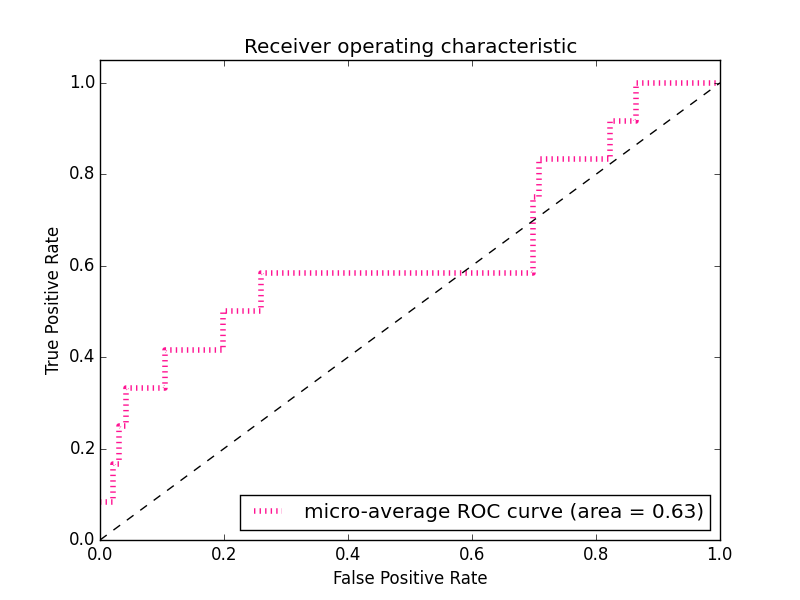 Receiver operating characteristic
1.0
0.8
0.6
0.4
0.2
0.0
True Positive Rate
micro-average ROC curve (area = 0.63)
0.0 0.2 0.4 0.6 0.8 1.0
False Positive Rate